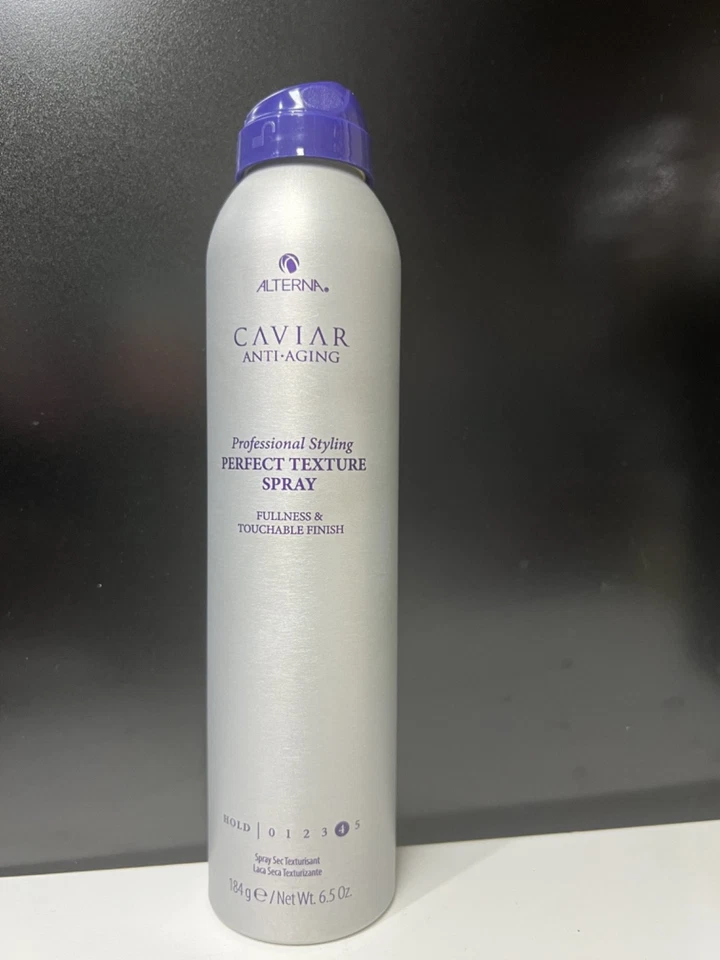 ALTERNA®
CAVIAR
ANTI·AGING
Professional Styling
PERFECT TEXTURE
SPRAY
FULLNESS &
TOUCHABLE FINISH
HOLD | 0 1 2 3 4 5
Spray Sec Texturisant
Laca Seca Texturizante
184 g ℮ / Net Wt. 6.5 Oz.